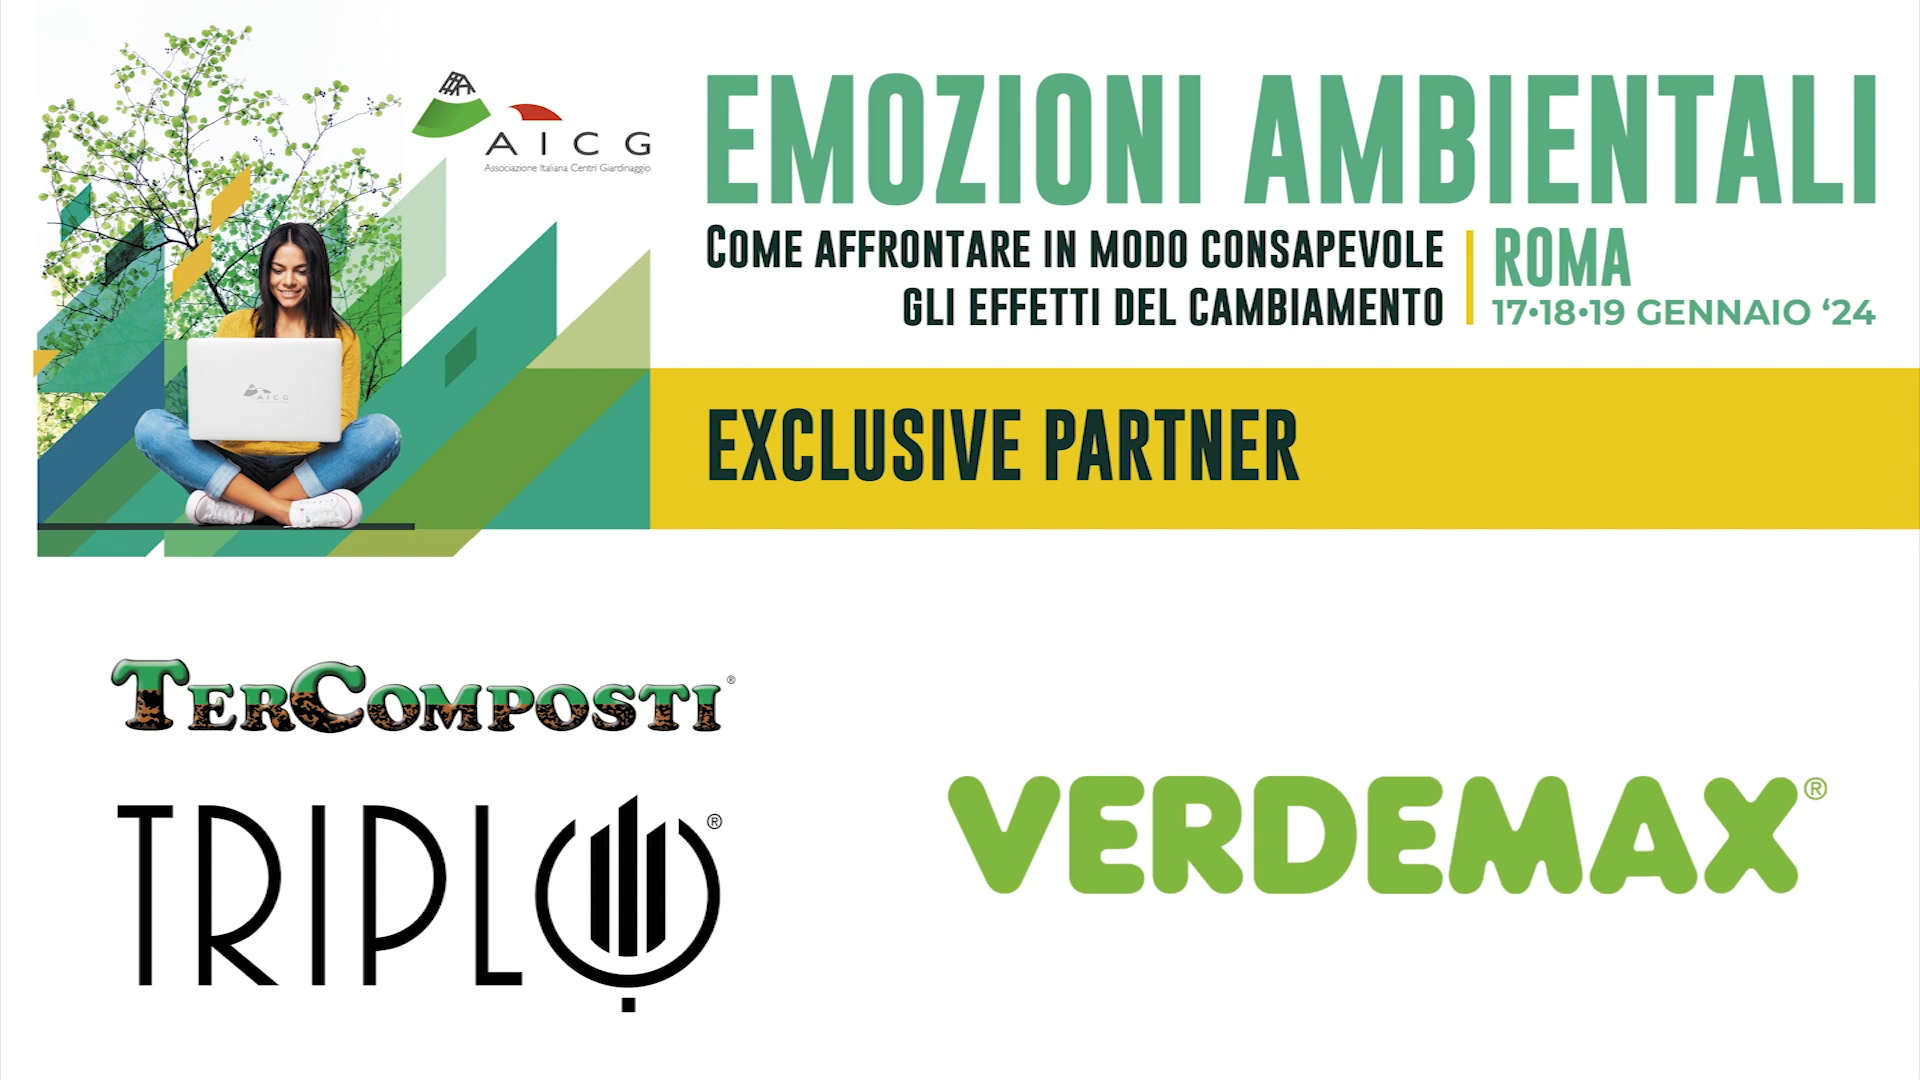 AICG
Associazione Italiana Centri Giardinaggio
EMOZIONI AMBIENTALI
COME AFFRONTARE IN MODO CONSAPEVOLE
GLI EFFETTI DEL CAMBIAMENTO
ROMA
17•18•19 GENNAIO ‘24
AICG
EXCLUSIVE PARTNER
TERCOMPOSTI®
TRIPLO®
VERDEMAX®